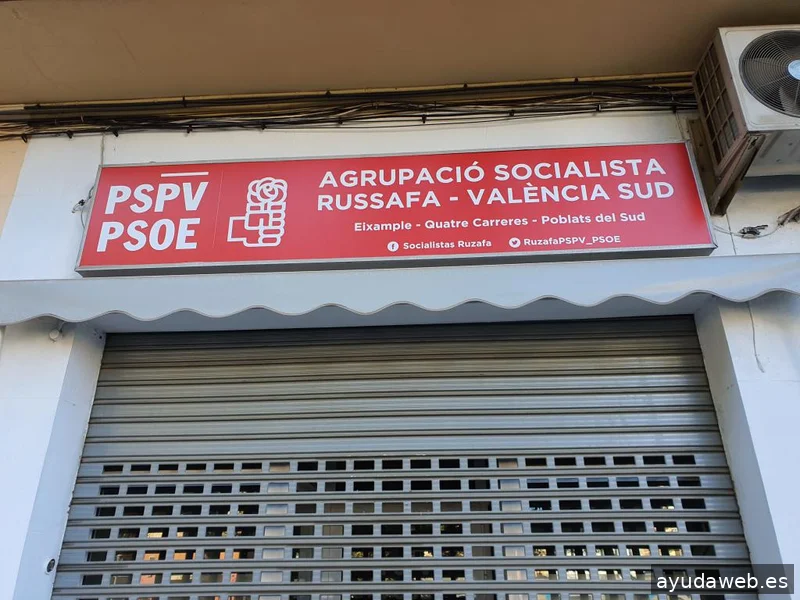 PSPV
PSOE
AGRUPACIÓ SOCIALISTA
RUSSAFA - VALÈNCIA SUD
Eixample - Quatre Carreres - Poblats del Sud
Socialistas Ruzafa RuzafaPSPV_PSOE
ayudaweb.es